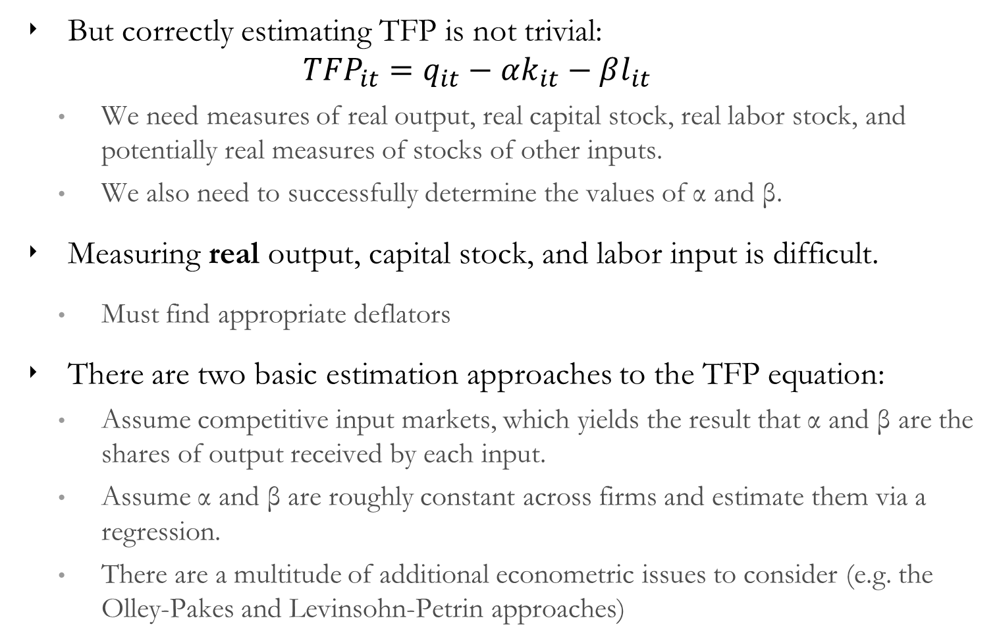 But correctly estimating TFP is not trivial:
TFP_{it} = q_{it} − αk_{it} − βl_{it}
We need measures of real output, real capital stock, real labor stock, and
potentially real measures of stocks of other inputs.
We also need to successfully determine the values of α and β.
Measuring real output, capital stock, and labor input is difficult.
Must find appropriate deflators
There are two basic estimation approaches to the TFP equation:
Assume competitive input markets, which yields the result that α and β are the
shares of output received by each input.
Assume α and β are roughly constant across firms and estimate them via a
regression.
There are a multitude of additional econometric issues to consider (e.g. the
Olley-Pakes and Levinsohn-Petrin approaches)